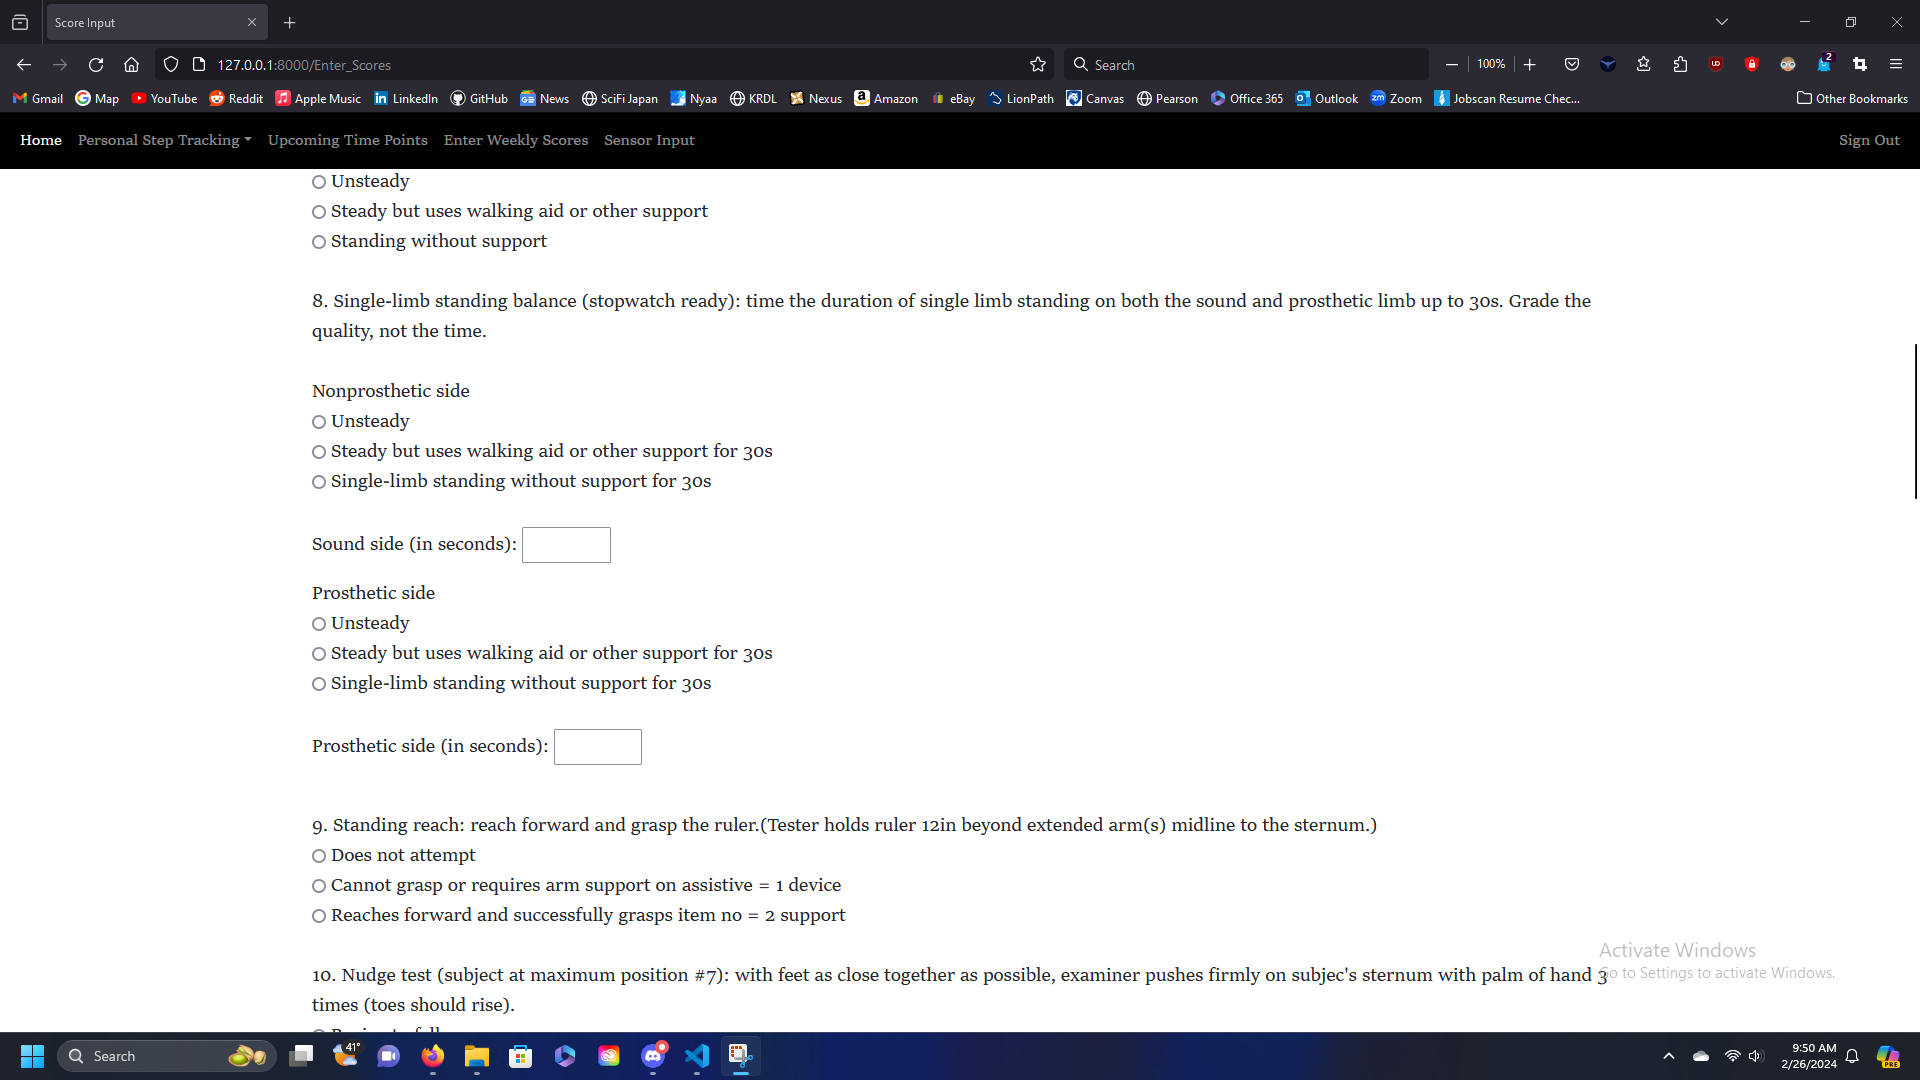 Score Input
127.0.0.1:8000/Enter_Scores
Search
100%
2
Gmail Map YouTube Reddit Apple Music LinkedIn GitHub News SciFi Japan Nyaa KRDL Nexus Amazon eBay LionPath Canvas Pearson Office 365 Outlook Zoom Jobscan Resume Chec... Other Bookmarks
Home Personal Step Tracking Upcoming Time Points Enter Weekly Scores Sensor Input Sign Out
Unsteady
Steady but uses walking aid or other support
Standing without support
8. Single-limb standing balance (stopwatch ready): time the duration of single limb standing on both the sound and prosthetic limb up to 30s. Grade the
quality, not the time.
Nonprosthetic side
Unsteady
Steady but uses walking aid or other support for 30s
Single-limb standing without support for 30s
Sound side (in seconds):
Prosthetic side
Unsteady
Steady but uses walking aid or other support for 30s
Single-limb standing without support for 30s
Prosthetic side (in seconds):
9. Standing reach: reach forward and grasp the ruler.(Tester holds ruler 12in beyond extended arm(s) midline to the sternum.)
Does not attempt
Cannot grasp or requires arm support on assistive = 1 device
Reaches forward and successfully grasps item no = 2 support
Activate Windows
Go to Settings to activate Windows.
10. Nudge test (subject at maximum position #7): with feet as close together as possible, examiner pushes firmly on subjec's sternum with palm of hand 3
times (toes should rise).
Search
41°
9:50 AM
2/26/2024
PRE